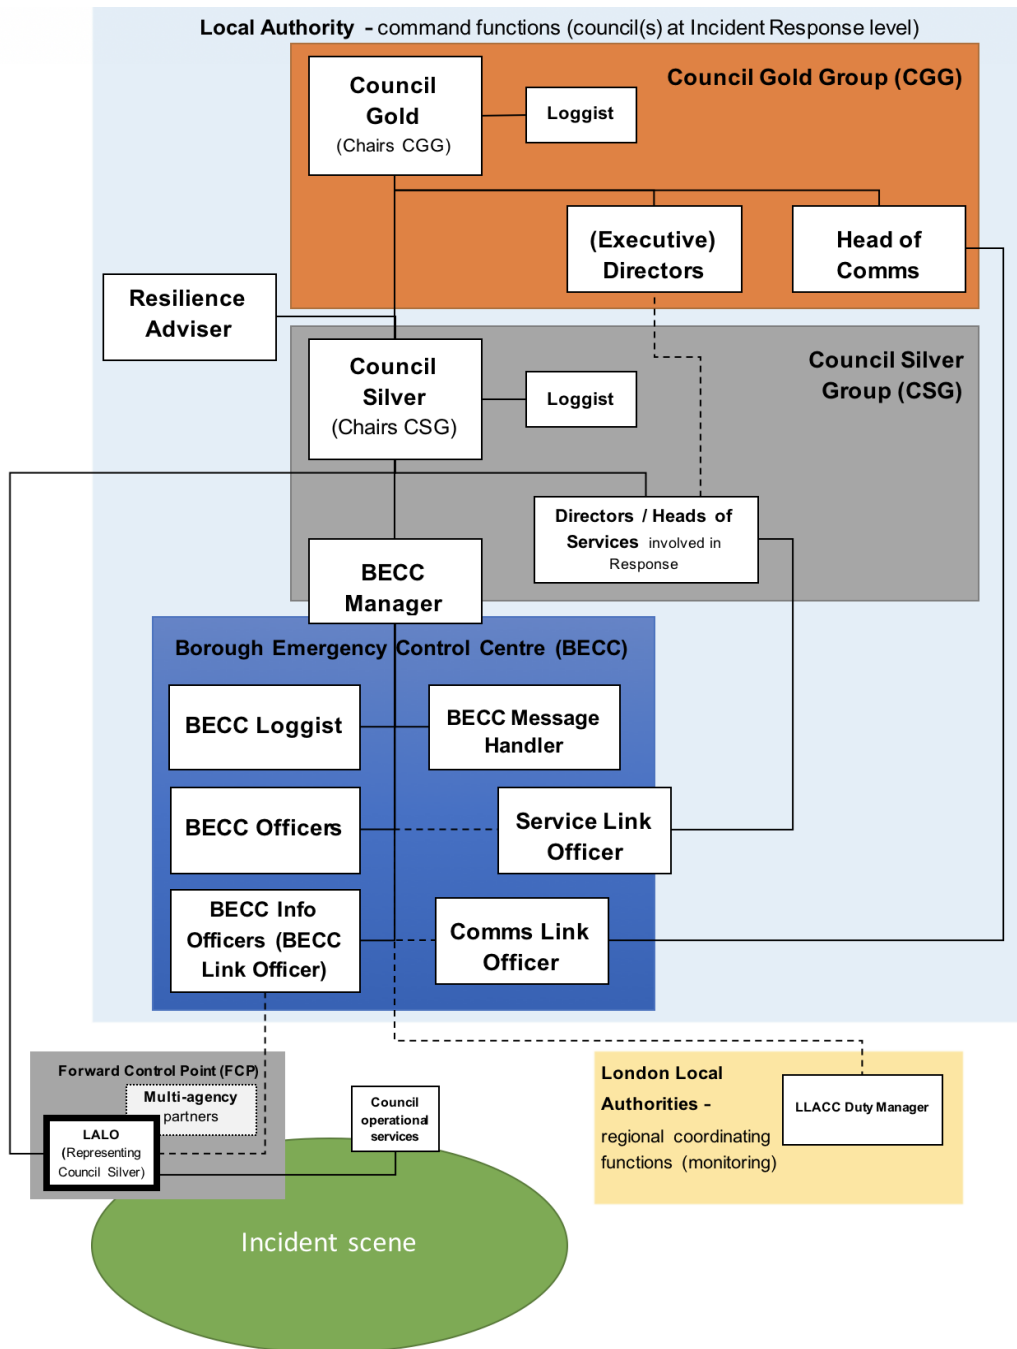 Local Authority - command functions (council(s) at Incident Response level)
Council Gold Group (CGG)
Council
Gold
(Chairs CGG)
Loggist
(Executive)
Directors
Head of
Comms
Resilience
Adviser
Council Silver
Group (CSG)
Council
Silver
(Chairs CSG)
Loggist
Directors / Heads of
Services involved in
Response
BECC
Manager
Borough Emergency Control Centre (BECC)
BECC Loggist
BECC Message
Handler
BECC Officers
Service Link
Officer
BECC Info
Officers (BECC
Link Officer)
Comms Link
Officer
Forward Control Point (FCP)
Multi-agency
partners
LALO
(Representing
Council Silver)
Council
operational
services
London Local
Authorities -
regional coordinating
functions (monitoring)
LLACC Duty Manager
Incident scene